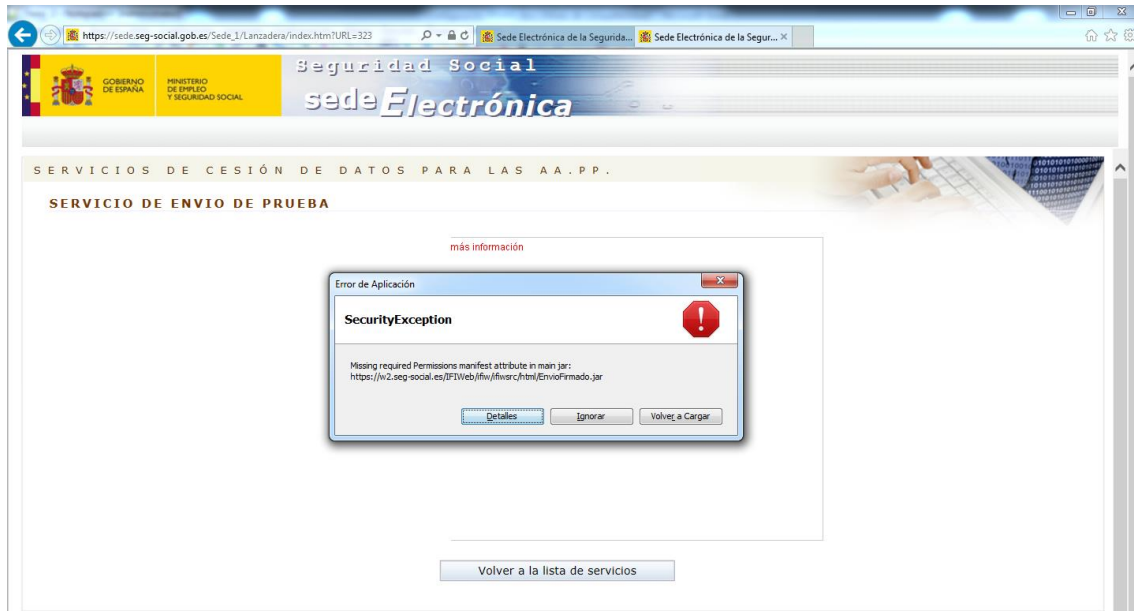 https://sede.seg-social.gob.es/Sede_1/Lanzadera/index.htm?URL=323
Sede Electrónica de la Segurida...
Sede Electrónica de la Segur...
GOBIERNO
DE ESPAÑA
MINISTERIO
DE EMPLEO
Y SEGURIDAD SOCIAL
Seguridad Social
sedeElectrónica
SERVICIOS DE CESIÓN DE DATOS PARA LAS AA.PP.
SERVICIO DE ENVIO DE PRUEBA
más información
Error de Aplicación
SecurityException
Missing required Permissions manifest attribute in main jar:
https://w2.seg-social.es/IFIWeb/ifiw/ifiwsrc/html/EnvioFirmado.jar
Detalles
Ignorar
Volver a Cargar
Volver a la lista de servicios